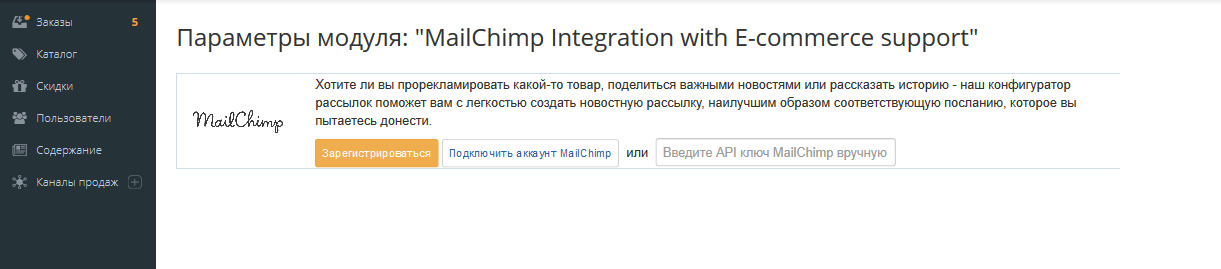 Заказы 5
Каталог
Скидки
Пользователи
Содержание
Каналы продаж
Параметры модуля: "MailChimp Integration with E-commerce support"
MailChimp
Хотите ли вы прорекламировать какой-то товар, поделиться важными новостями или рассказать историю - наш конфигуратор
рассылок поможет вам с легкостью создать новостную рассылку, наилучшим образом соответствующую посланию, которое вы
пытаетесь донести.
Зарегистрироваться Подключить аккаунт MailChimp или Введите API ключ MailChimp вручную